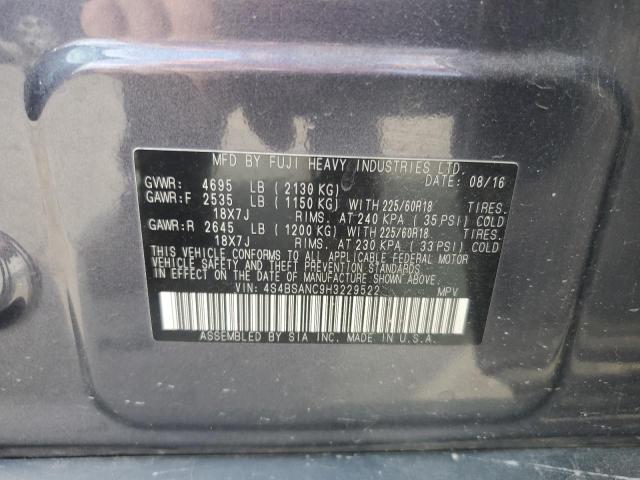 MFD BY FUJI HEAVY INDUSTRIES LTD.
GVWR: 4695 LB (2130 KG) DATE: 08/16
GAWR:F 2535 LB (1150 KG) WITH 225/60R18 TIRES.
18X7J RIMS. AT 240 KPA (35 PSI) COLD
GAWR:R 2645 LB (1200 KG) WITH 225/60R18 TIRES.
18X7J RIMS. AT 230 KPA (33 PSI) COLD
THIS VEHICLE CONFORMS TO ALL APPLICABLE FEDERAL MOTOR
VEHICLE SAFETY AND THEFT PREVENTION STANDARDS
IN EFFECT ON THE DATE OF MANUFACTURE SHOWN ABOVE.
VIN: 4S4BSANC9H3229522 MPV
ASSEMBLED BY SIA INC. MADE IN U.S.A.